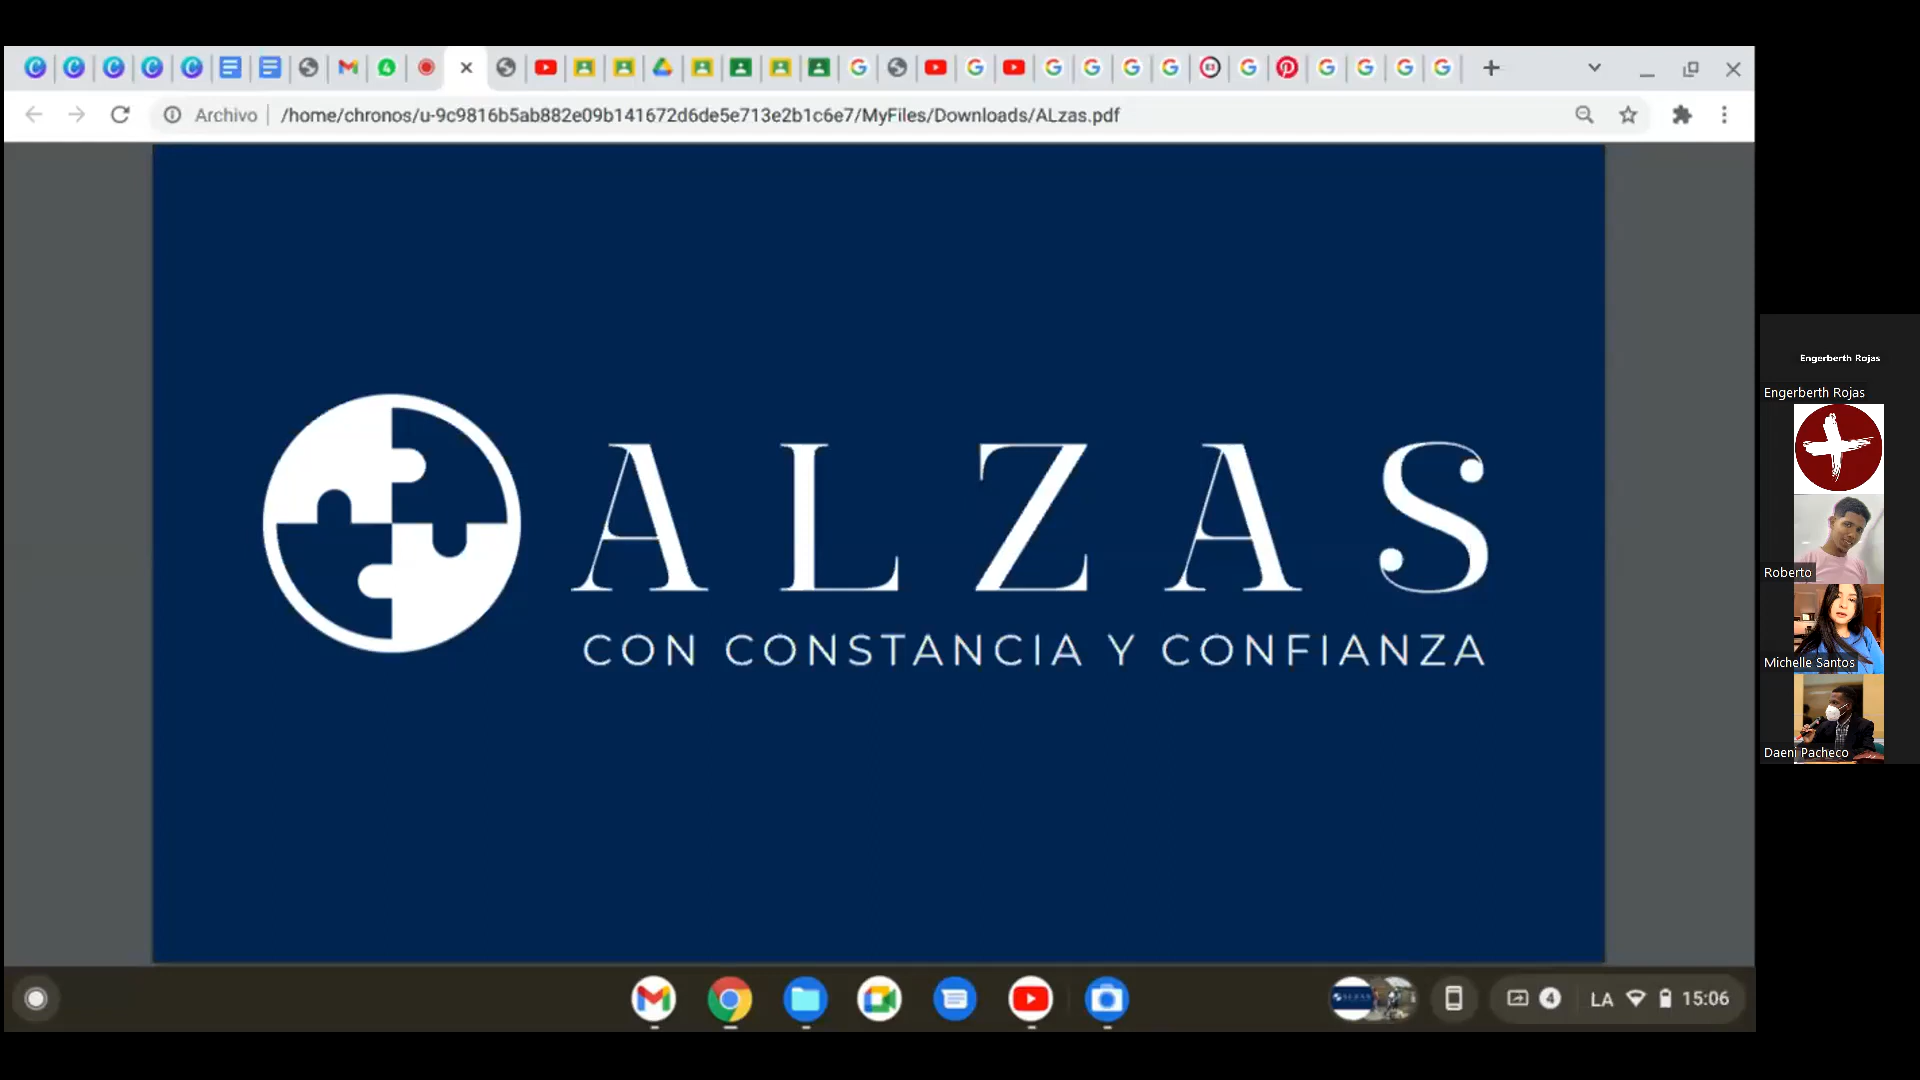 Archivo
/home/chronos/u-9c9816b5ab882e09b141672d6de5e713e2b1c6e7/MyFiles/Downloads/ALzas.pdf
ALZAS
CON CONSTANCIA Y CONFIANZA
Engerberth Rojas
Engerberth Rojas
Roberto
Michelle Santos
Daeni Pacheco
4
LA
15:06